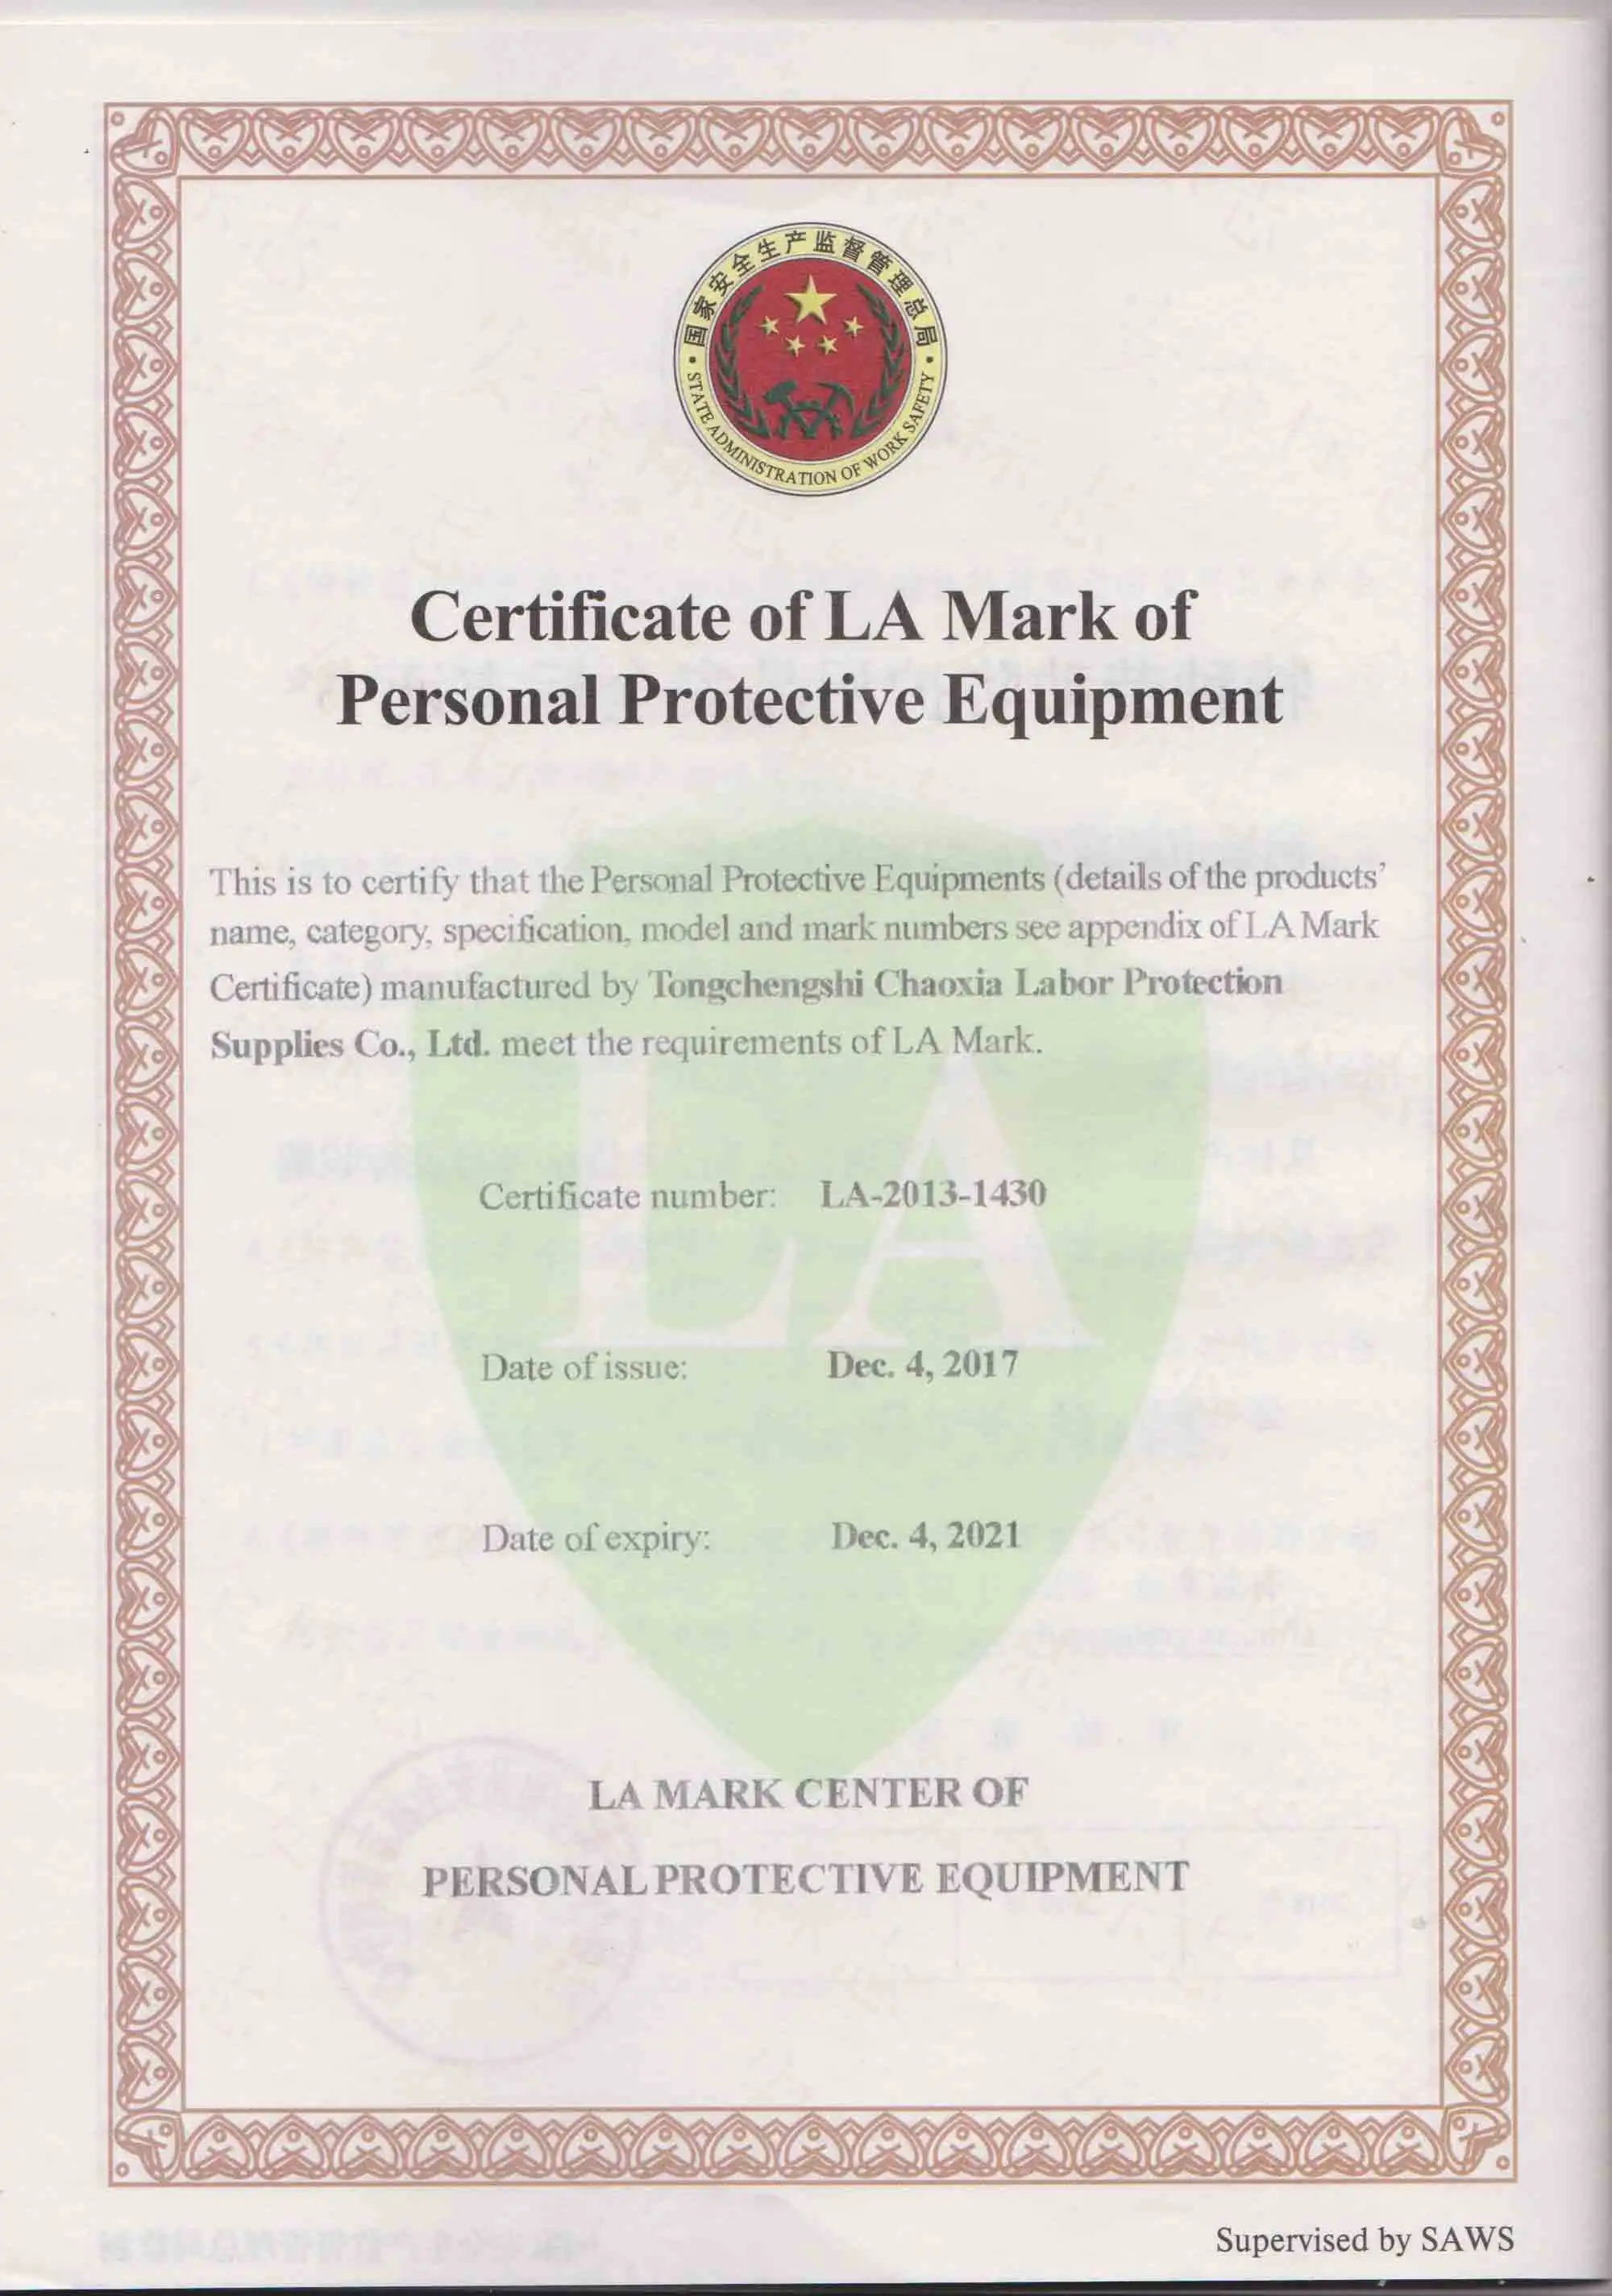 国家安全生产监督管理总局
STATE ADMINISTRATION OF WORK SAFETY
Certificate of LA Mark of
Personal Protective Equipment
This is to certify that the Personal Protective Equipments (details of the products’
name, category, specification, model and mark numbers see appendix of LA Mark
Certificate) manufactured by Tongchengshi Chaoxia Labor Protection
Supplies Co., Ltd. meet the requirements of LA Mark.
LA
Certificate number: LA-2013-1430
Date of issue: Dec. 4, 2017
Date of expiry: Dec. 4, 2021
LA MARK CENTER OF
PERSONAL PROTECTIVE EQUIPMENT
Supervised by SAWS